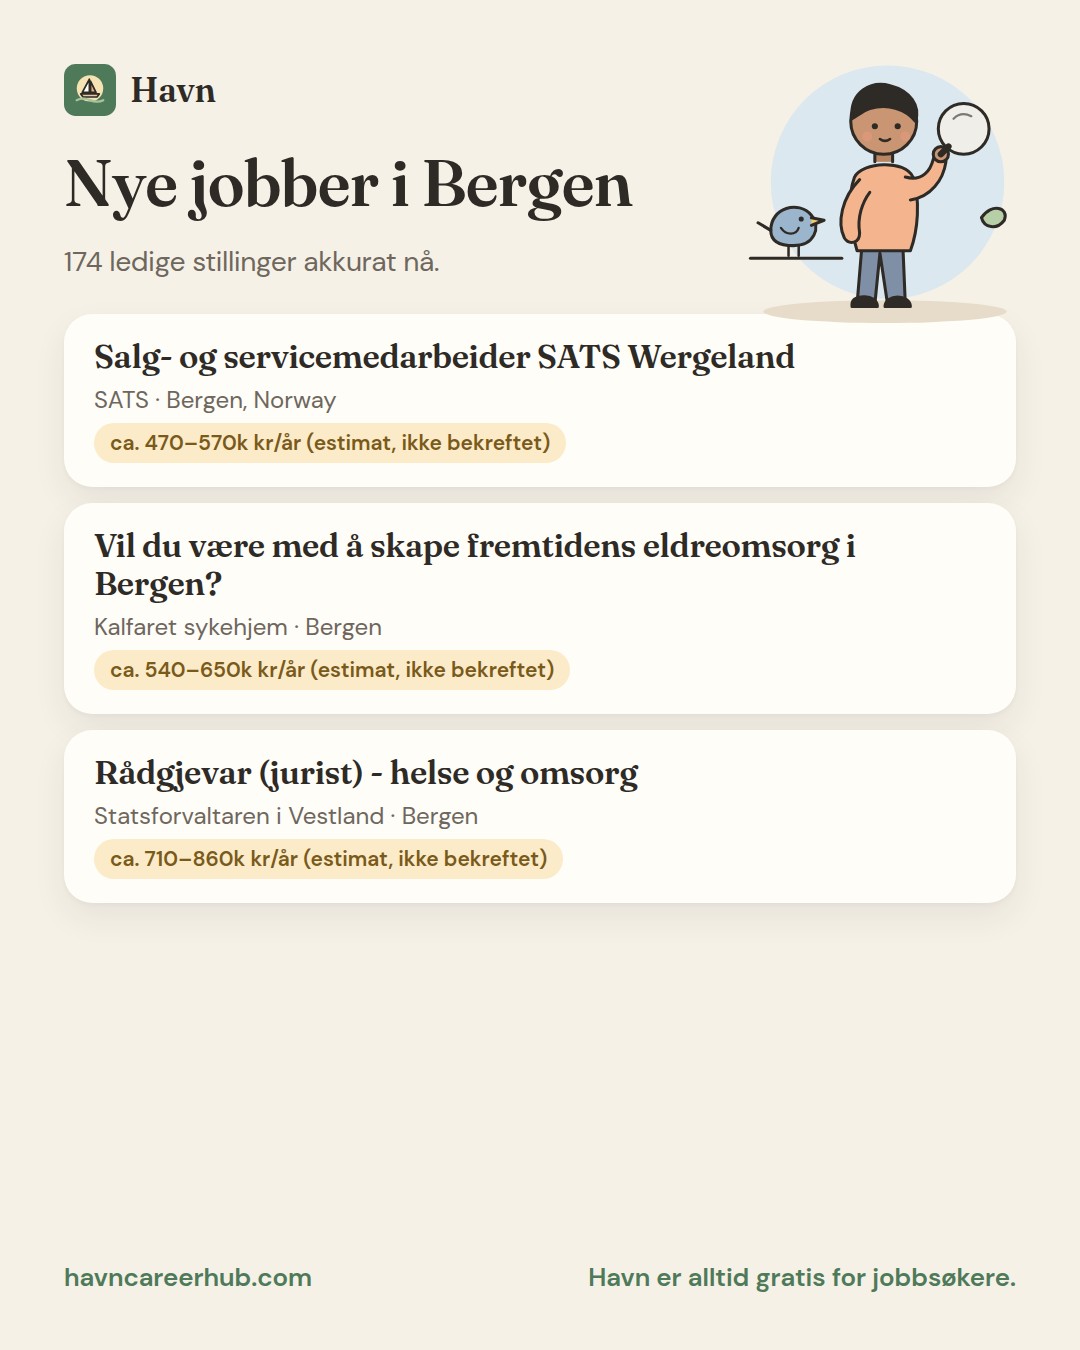 Havn
Nye jobber i Bergen
174 ledige stillinger akkurat nå.
Salg- og servicemedarbeider SATS Wergeland
SATS · Bergen, Norway
ca. 470–570k kr/år (estimat, ikke bekreftet)
Vil du være med å skape fremtidens eldreomsorg i
Bergen?
Kalfaret sykehjem · Bergen
ca. 540–650k kr/år (estimat, ikke bekreftet)
Rådgjevar (jurist) - helse og omsorg
Statsforvaltaren i Vestland · Bergen
ca. 710–860k kr/år (estimat, ikke bekreftet)
havncareerhub.com
Havn er alltid gratis for jobbsøkere.